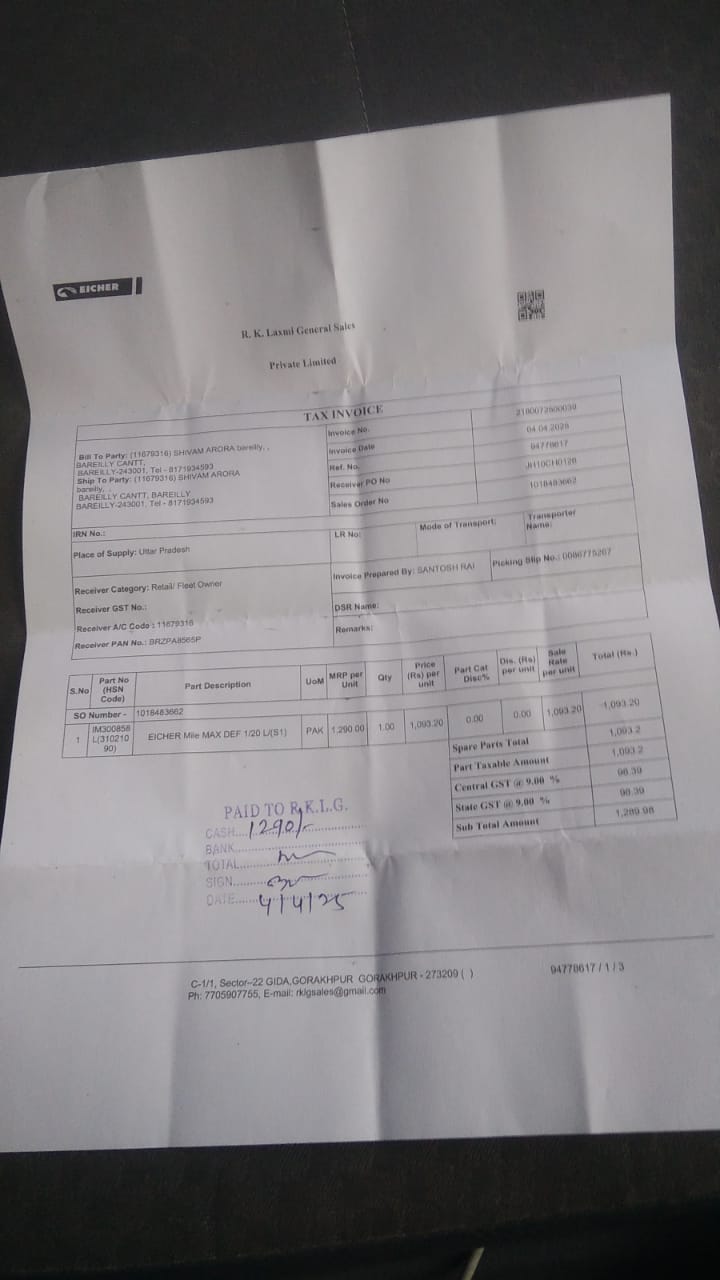 EICHER
R. K. Laxmi General Sales
Private Limited
TAX INVOICE
Bill To Party: (11679316) SHIVAM ARORA bareilly, ,
BAREILLY CANTT,
BAREILLY-243001, Tel - 8171934593
Ship To Party: (11679316) SHIVAM ARORA
bareilly, ,
BAREILLY CANTT, BAREILLY
BAREILLY-243001, Tel - 8171934593
Invoice No.
Invoice Date 04.04.2025
Ref. No. 94778617
Receiver PO No
Sales Order No 1018483662
IRN No.:
LR No:
Mode of Transport:
Transporter Name:
Place of Supply: Uttar Pradesh
Invoice Prepared By: SANTOSH RAI
Picking Slip No.: 0086775267
Receiver Category: Retail/ Fleet Owner
Receiver GST No.:
DSR Name:
Receiver A/C Code : 11679316
Remarks:
Receiver PAN No.: BRZPA8565P
S.No Part No (HSN Code) Part Description UoM MRP per Unit Qty Price (Rs) per unit Part Cat Disc% Dis. (Rs) per unit Sale Rate per unit Total (Rs.)
SO Number - 1018483662
1 IM300858L(31021090) EICHER Mile MAX DEF 1/20 L/(S1) PAK 1,290.00 1.00 1,093.20 0.00 0.00 1,093.20 1,093.20
Spare Parts Total 1,093.2
Part Taxable Amount 1,093.2
Central GST @ 9.00 % 98.39
State GST @ 9.00 % 98.39
Sub Total Amount 1,289.98
PAID TO R.K.L.G.
CASH....1290/-
BANK
TOTAL
SIGN
DATE....4/4/25
C-1/1, Sector--22 GIDA,GORAKHPUR GORAKHPUR - 273209 ( )
Ph: 7705907755, E-mail: rklgsales@gmail.com
94778617 / 1 / 3